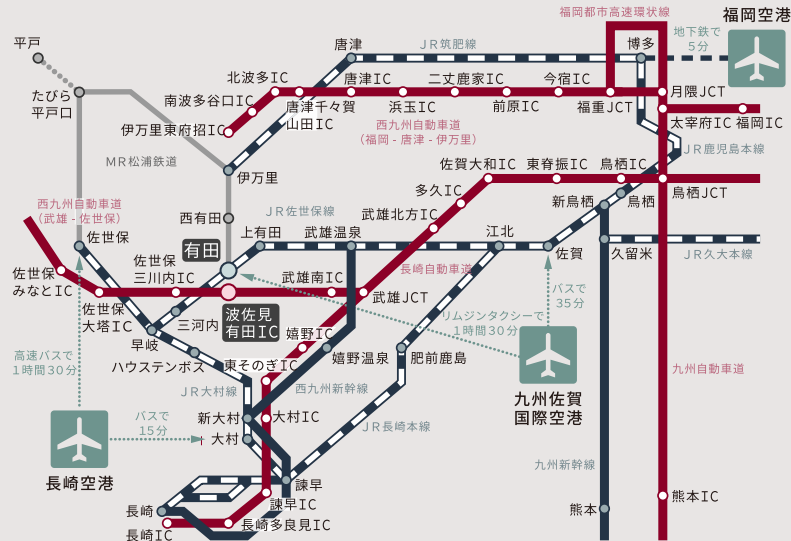 福岡都市高速環状線
福岡空港
地下鉄で
5分
平戸
唐津
JR筑肥線
博多
北波多IC
唐津IC
二丈鹿家IC
今宿IC
月隈JCT
たびら
平戸口
南波多谷口IC
唐津千々賀
山田IC
浜玉IC
前原IC
福重JCT
太宰府IC
福岡IC
伊万里東府招IC
西九州自動車道
（福岡 - 唐津 - 伊万里）
JR鹿児島本線
MR松浦鉄道
伊万里
佐賀大和IC
東脊振IC
鳥栖IC
鳥栖JCT
多久IC
新鳥栖
鳥栖
西九州自動車道
（武雄 - 佐世保）
西有田
JR佐世保線
武雄北方IC
佐世保
上有田
武雄温泉
江北
佐賀
久留米
JR久大本線
有田
佐世保
三川内IC
佐世保
みなとIC
武雄南IC
長崎自動車道
武雄JCT
バスで
35分
佐世保
大塔IC
三河内
波佐見
有田IC
リムジンタクシーで
1時間30分
早岐
嬉野IC
高速バスで
1時間30分
ハウステンボス
東そのぎIC
嬉野温泉
肥前鹿島
九州自動車道
JR大村線
西九州新幹線
九州佐賀
国際空港
バスで
15分
新大村
大村IC
大村
JR長崎本線
長崎空港
九州新幹線
諫早
諫早IC
熊本
熊本IC
長崎
長崎多良見IC
長崎IC